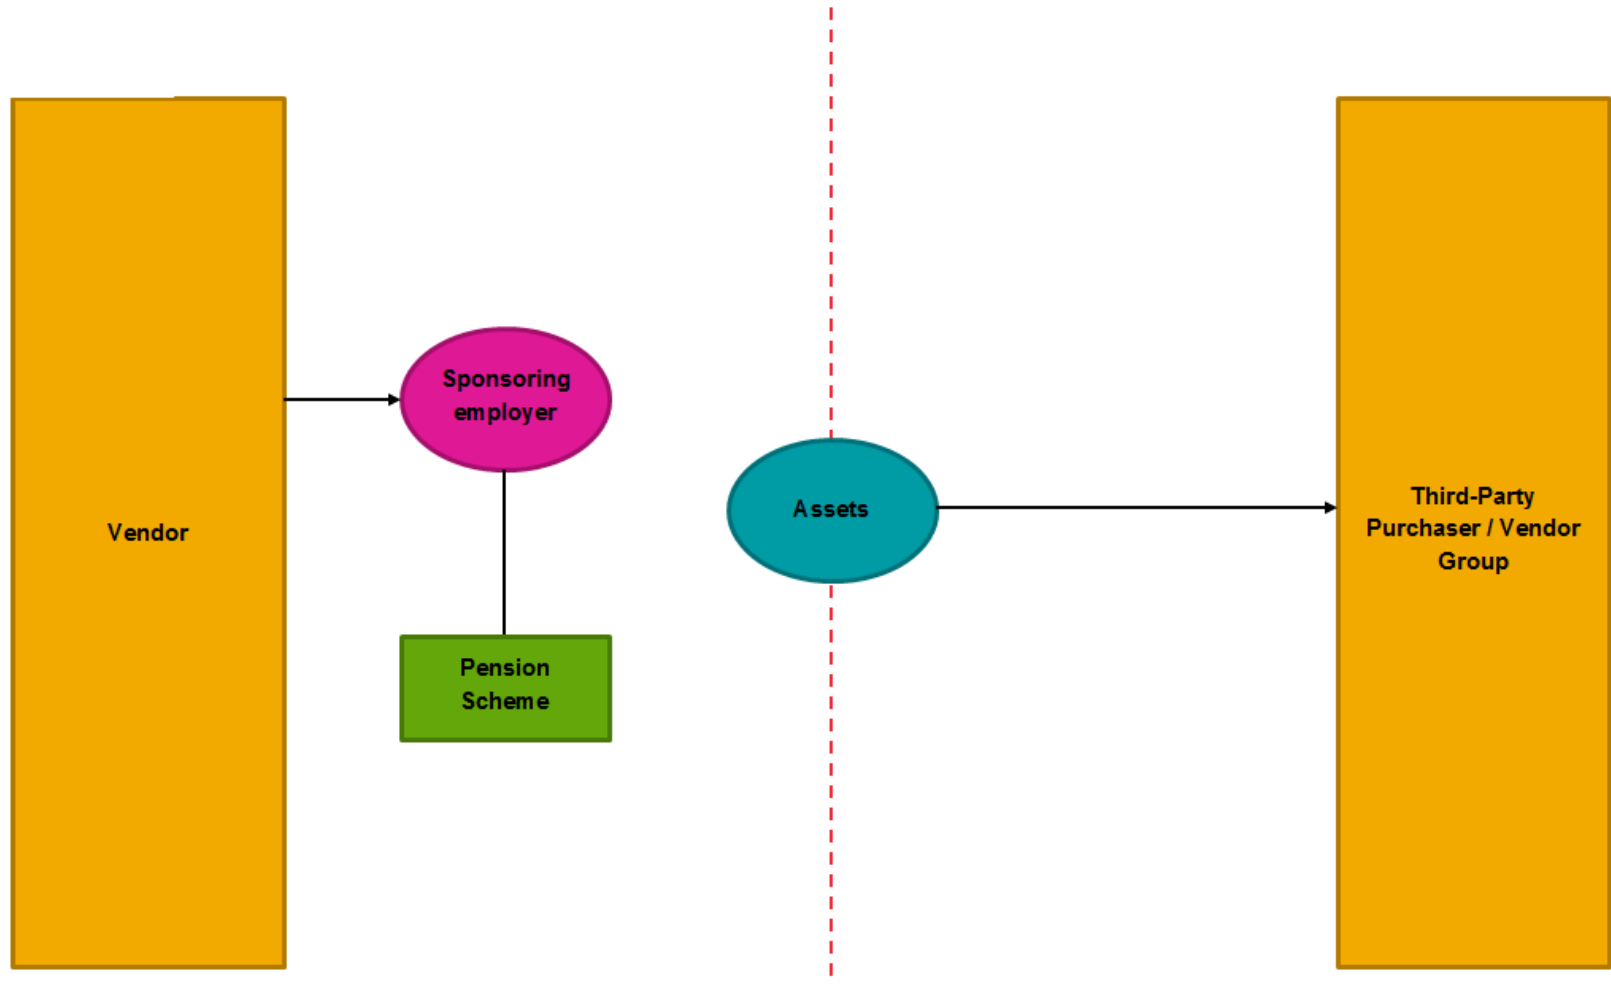 Sponsoring
employer
Vendor
Assets
Third-Party
Purchaser / Vendor
Group
Pension
Scheme